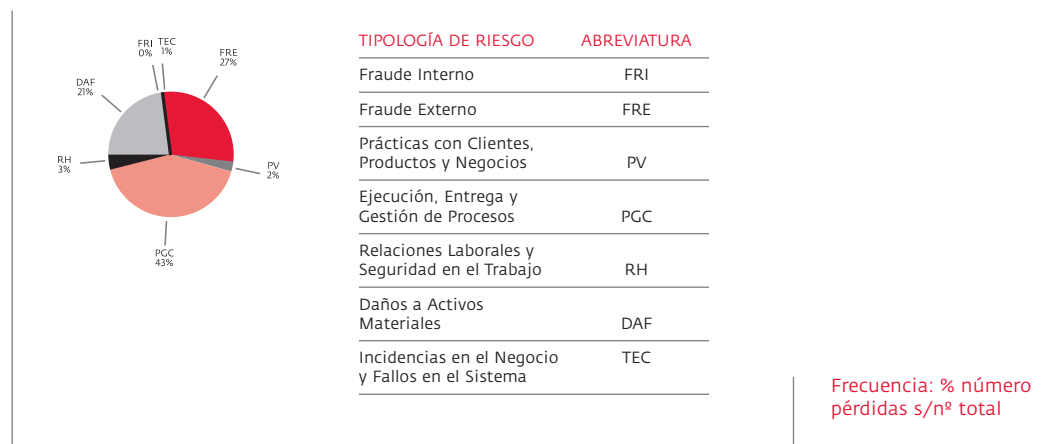 FRI
0%
TEC
1%
FRE
27%
DAF
21%
RH
3%
PV
2%
PGC
43%
TIPOLOGÍA DE RIESGO ABREVIATURA
Fraude Interno FRI
Fraude Externo FRE
Prácticas con Clientes,
Productos y Negocios PV
Ejecución, Entrega y
Gestión de Procesos PGC
Relaciones Laborales y
Seguridad en el Trabajo RH
Daños a Activos
Materiales DAF
Incidencias en el Negocio TEC
y Fallos en el Sistema
Frecuencia: % número
pérdidas s/nº total